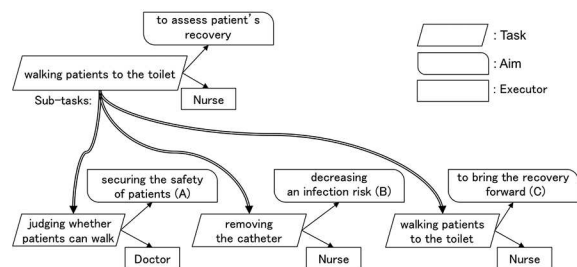 to assess patient's
recovery
: Task
: Aim
: Executor
walking patients to the toilet
Nurse
Sub-tasks:
securing the safety
of patients (A)
decreasing
an infection risk (B)
to bring the recovery
forward (C)
judging whether
patients can walk
removing
the catheter
walking patients
to the toilet
Doctor
Nurse
Nurse